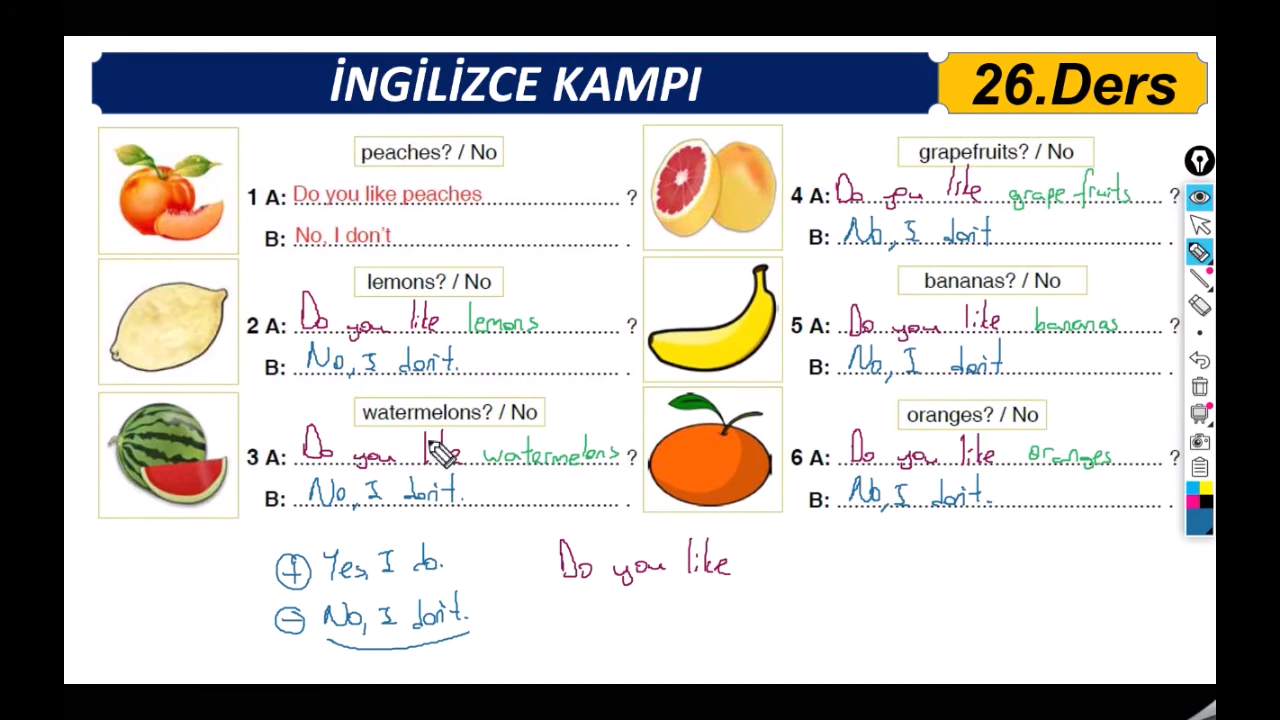 İNGİLİZCE KAMPI
26.Ders
peaches? / No
1 A: Do you like peaches ?
B: No, I don't .
lemons? / No
2 A: Do you like lemons ?
B: No, I don't. .
watermelons? / No
3 A: Do you like watermelons ?
B: No, I don't. .
grapefruits? / No
4 A: Do you like grapefruits ?
B: No, I don't .
bananas? / No
5 A: Do you like bananas ?
B: No, I don't .
oranges? / No
6 A: Do you like oranges ?
B: No, I don't. .
+ Yes, I do.
- No, I don't.
Do you like